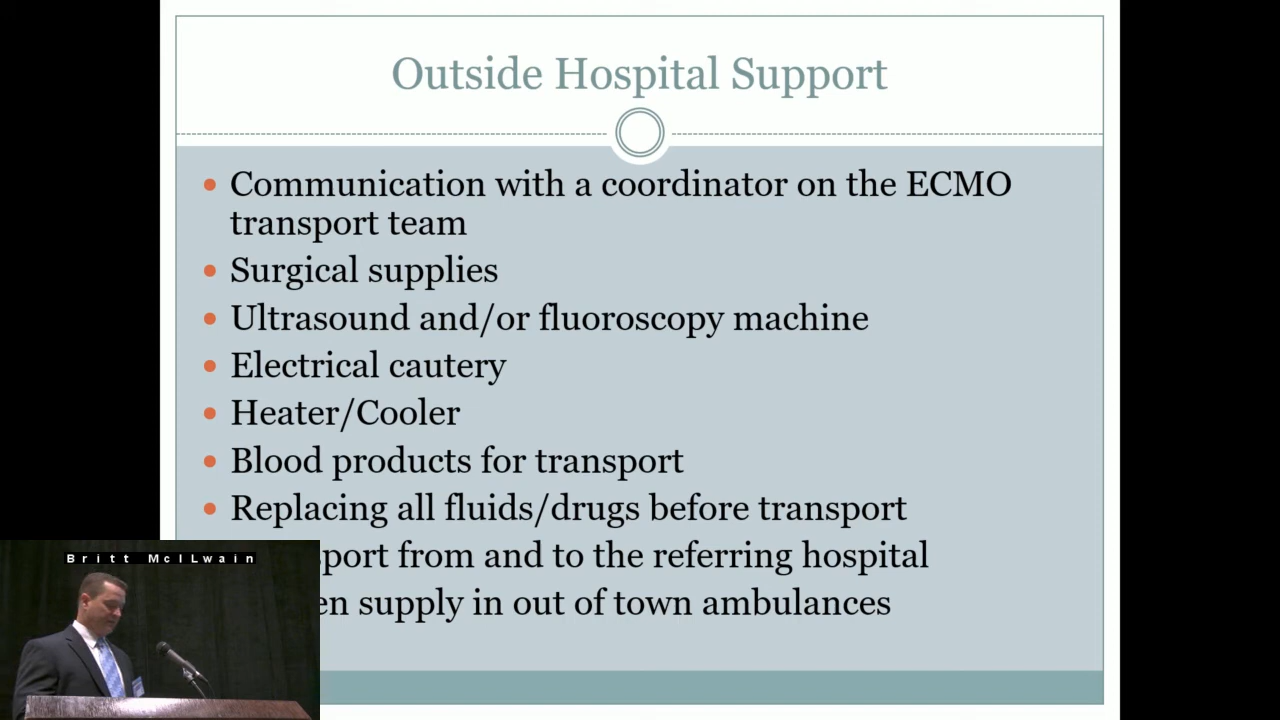 Outside Hospital Support
Communication with a coordinator on the ECMO
transport team
Surgical supplies
Ultrasound and/or fluoroscopy machine
Electrical cautery
Heater/Cooler
Blood products for transport
Replacing all fluids/drugs before transport
from and to the referring hospital
supply in out of town ambulances
Britt McILwain